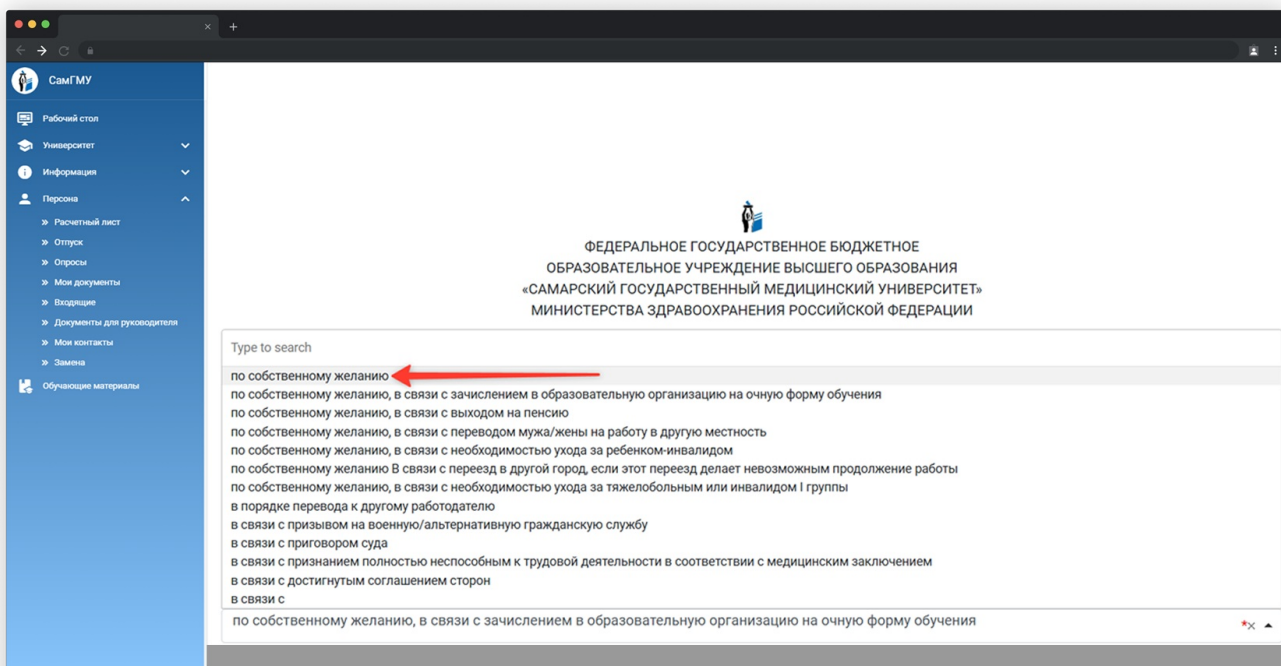 СамГМУ
Рабочий стол
Университет
Информация
Персона
» Расчетный лист
» Отпуск
» Опросы
» Мои документы
» Входящие
» Документы для руководителя
» Мои контакты
» Замена
Обучающие материалы
ФЕДЕРАЛЬНОЕ ГОСУДАРСТВЕННОЕ БЮДЖЕТНОЕ
ОБРАЗОВАТЕЛЬНОЕ УЧРЕЖДЕНИЕ ВЫСШЕГО ОБРАЗОВАНИЯ
«САМАРСКИЙ ГОСУДАРСТВЕННЫЙ МЕДИЦИНСКИЙ УНИВЕРСИТЕТ»
МИНИСТЕРСТВА ЗДРАВООХРАНЕНИЯ РОССИЙСКОЙ ФЕДЕРАЦИИ
Type to search
по собственному желанию
по собственному желанию, в связи с зачислением в образовательную организацию на очную форму обучения
по собственному желанию, в связи с выходом на пенсию
по собственному желанию, в связи с переводом мужа/жены на работу в другую местность
по собственному желанию, в связи с необходимостью ухода за ребенком-инвалидом
по собственному желанию В связи с переезд в другой город, если этот переезд делает невозможным продолжение работы
по собственному желанию, в связи с необходимостью ухода за тяжелобольным или инвалидом I группы
в порядке перевода к другому работодателю
в связи с призывом на военную/альтернативную гражданскую службу
в связи с приговором суда
в связи с признанием полностью неспособным к трудовой деятельности в соответствии с медицинским заключением
в связи с достигнутым соглашением сторон
в связи с
по собственному желанию, в связи с зачислением в образовательную организацию на очную форму обучения